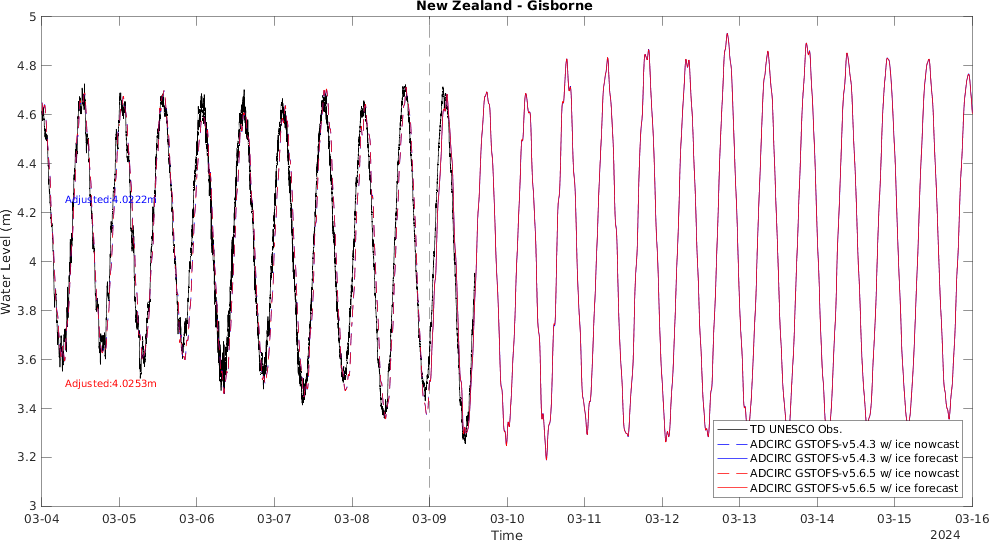 New Zealand - Gisborne
5
4.8
4.6
4.4
4.2
4
3.8
3.6
3.4
3.2
3
Water Level (m)
Adjusted:4.0222m
Adjusted:4.0253m
TD UNESCO Obs.
ADCIRC GSTOFS-v5.4.3 w/ ice nowcast
ADCIRC GSTOFS-v5.4.3 w/ ice forecast
ADCIRC GSTOFS-v5.6.5 w/ ice nowcast
ADCIRC GSTOFS-v5.6.5 w/ ice forecast
03-04 03-05 03-06 03-07 03-08 03-09 03-10 03-11 03-12 03-13 03-14 03-15 03-16
Time
2024